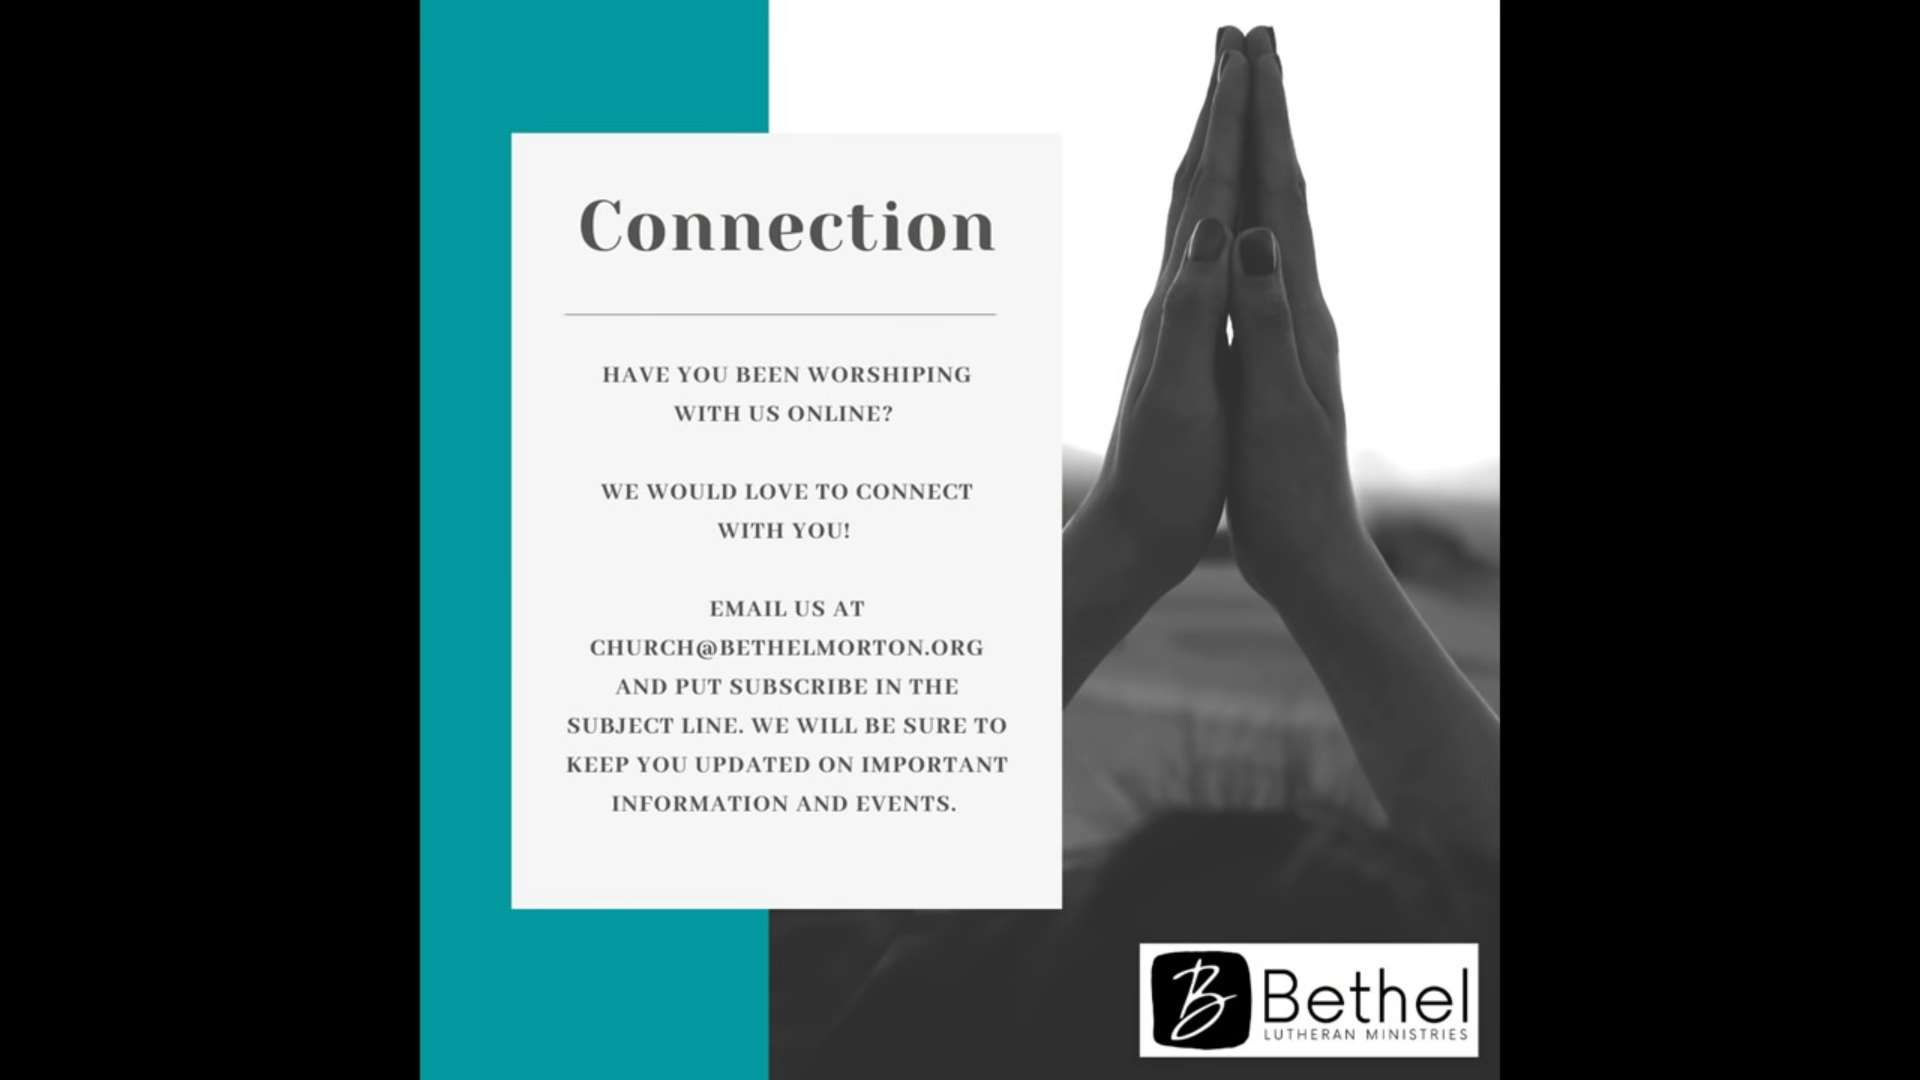 Connection
HAVE YOU BEEN WORSHIPING
WITH US ONLINE?
WE WOULD LOVE TO CONNECT
WITH YOU!
EMAIL US AT
CHURCH@BETHELMORTON.ORG
AND PUT SUBSCRIBE IN THE
SUBJECT LINE. WE WILL BE SURE TO
KEEP YOU UPDATED ON IMPORTANT
INFORMATION AND EVENTS.
B Bethel
LUTHERAN MINISTRIES